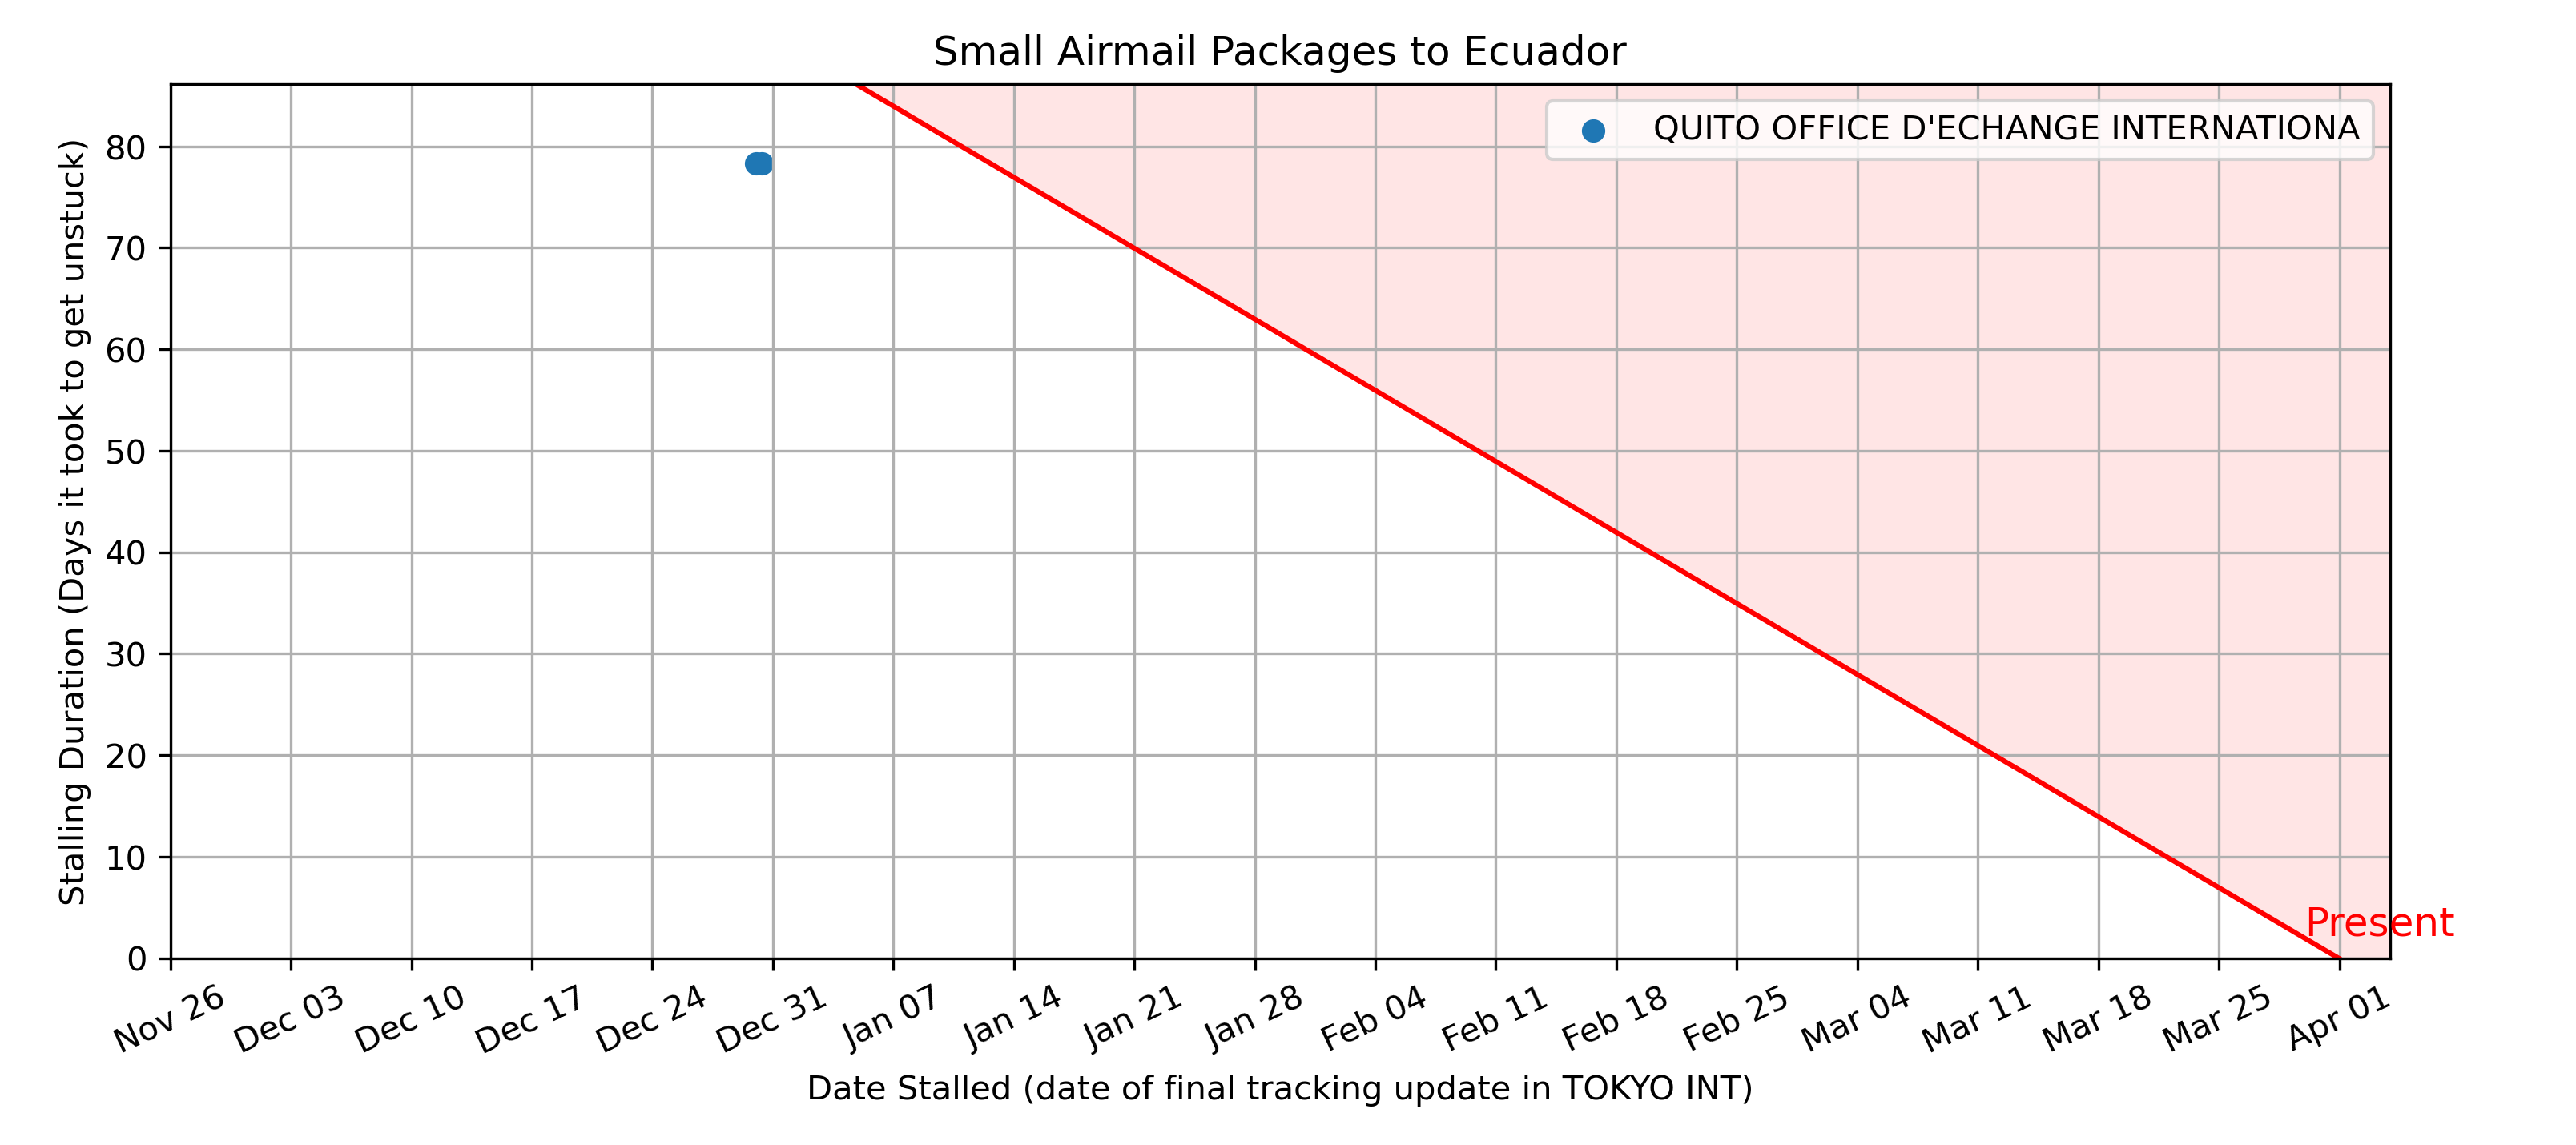 Small Airmail Packages to Ecuador
QUITO OFFICE D'ECHANGE INTERNATIONA
Stalling Duration (Days it took to get unstuck)
80
70
60
50
40
30
20
10
0
Present
Nov 26
Dec 03
Dec 10
Dec 17
Dec 24
Dec 31
Jan 07
Jan 14
Jan 21
Jan 28
Feb 04
Feb 11
Feb 18
Feb 25
Mar 04
Mar 11
Mar 18
Mar 25
Apr 01
Date Stalled (date of final tracking update in TOKYO INT)